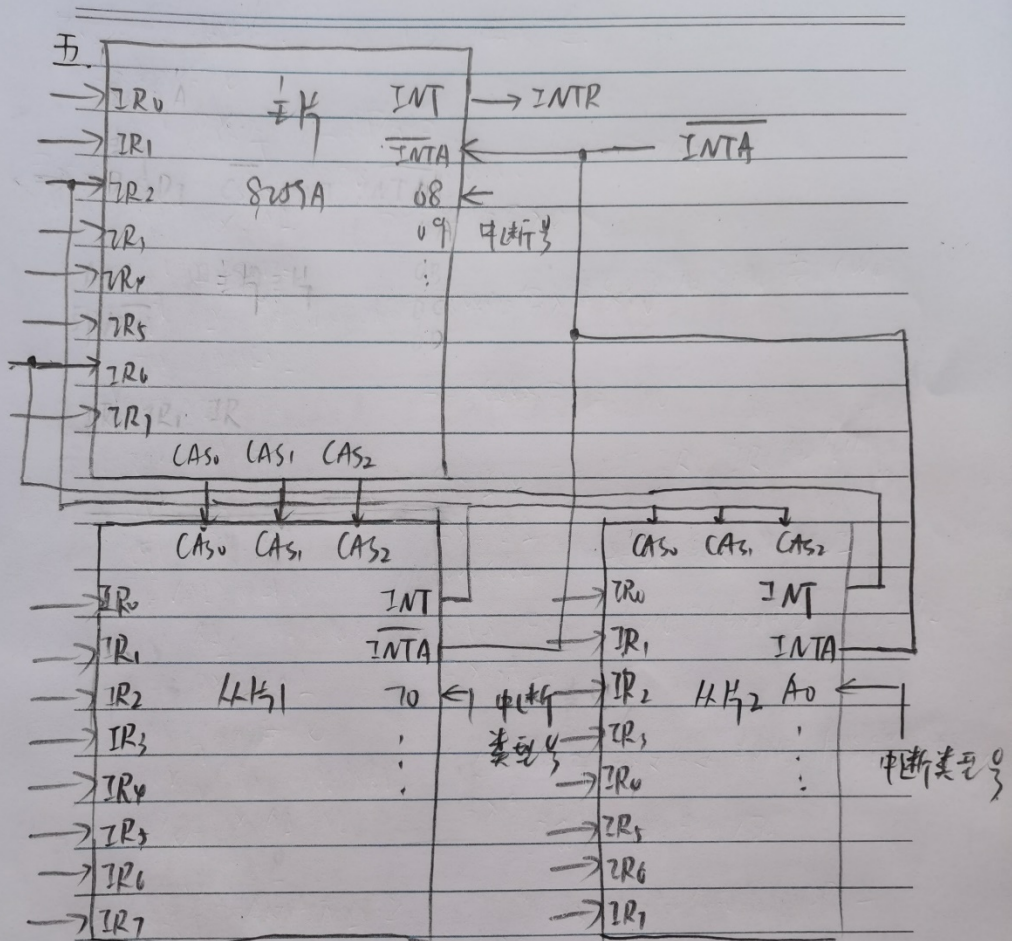 五.
IR0 主片 INT INTR
IR1 INTA INTA
IR2 8259A 08
IR3 09 中断号
IR4 ⋮
IR5
IR6
IR7
CAS0 CAS1 CAS2
CAS0 CAS1 CAS2 CAS0 CAS1 CAS2
IR0 INT IR0 INT
IR1 INTA IR1 INTA
IR2 从片1 70 中断 IR2 从片2 A0
IR3 ⋮ 类型号 IR3 ⋮ 中断类型号
IR4 IR4
IR5 IR5
IR6 IR6
IR7 IR7